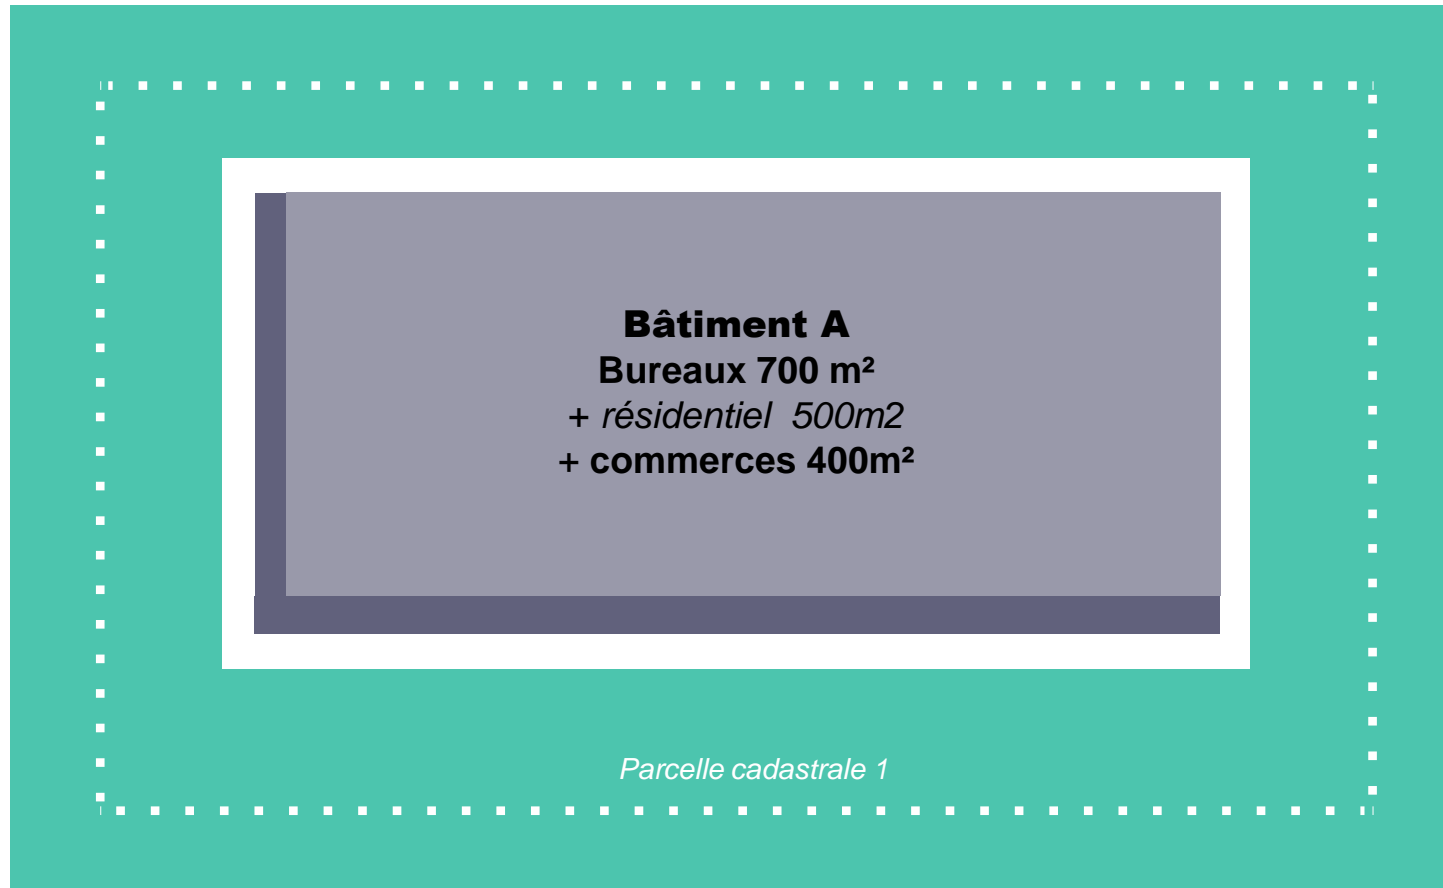 Bâtiment A
Bureaux 700 m²
+ résidentiel 500m2
+ commerces 400m²
Parcelle cadastrale 1